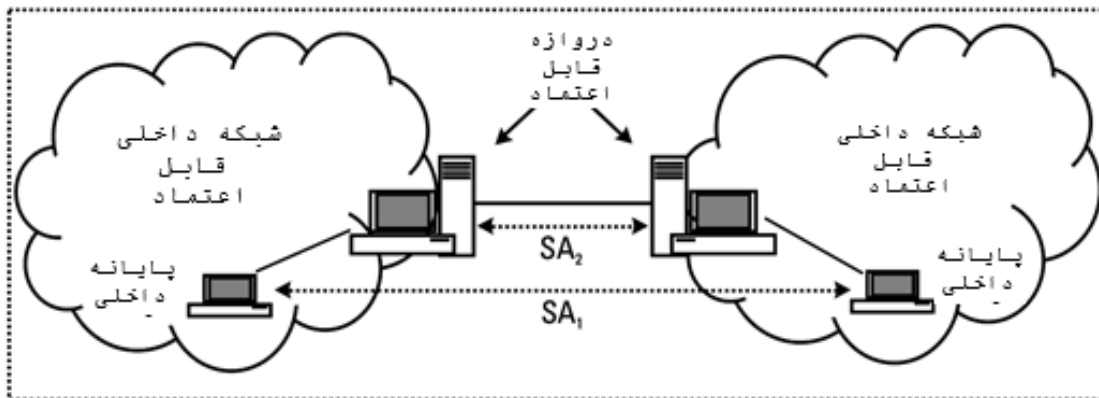 دروازه
قابل
اعتماد
شبکه داخلی
قابل
اعتماد
شبکه داخلی
قابل
اعتماد
پایانه
داخلی
پایانه
داخلی
SA₂
SA₁